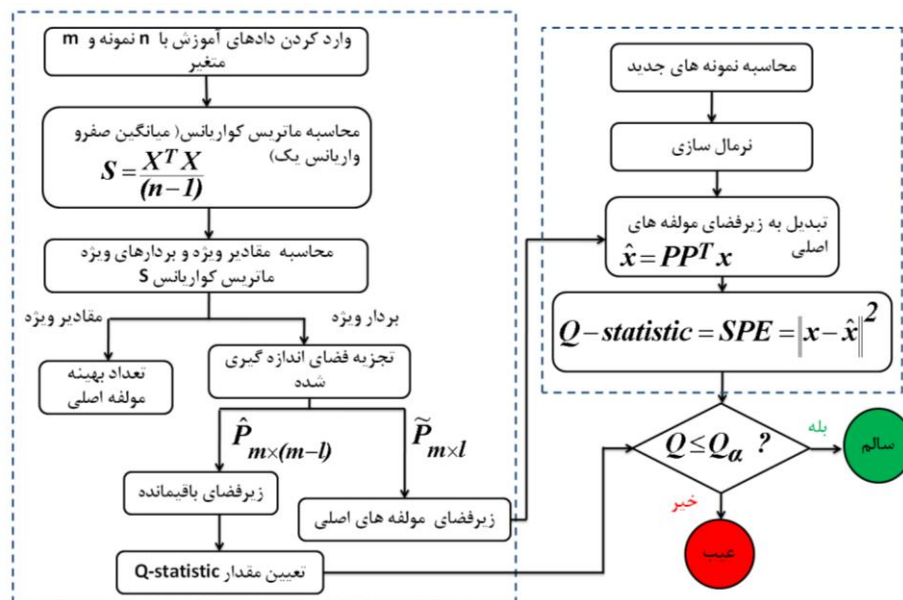 وارد کردن دادهای آموزش با n نمونه و m
متغیر
محاسبه ماتریس کواریانس( میانگین صفرو
واریانس یک)
S = X^T X / (n-1)
محاسبه مقادیر ویژه و بردارهای ویژه
ماتریس کواریانس S
مقادیر ویژه
بردار ویژه
تعداد بهینه
مولفه اصلی
تجزیه فضای اندازه گیری
شده
P̂ m×(m-l)
P̃ m×l
زیرفضای باقیمانده
زیرفضای مولفه های اصلی
تعیین مقدار Q-statistic
محاسبه نمونه های جدید
نرمال سازی
تبدیل به زیرفضای مولفه های
اصلی
x̂ = PP^T x
Q-statistic = SPE = ‖x - x̂‖^2
Q ≤ Qα ?
بله
سالم
خیر
عیب